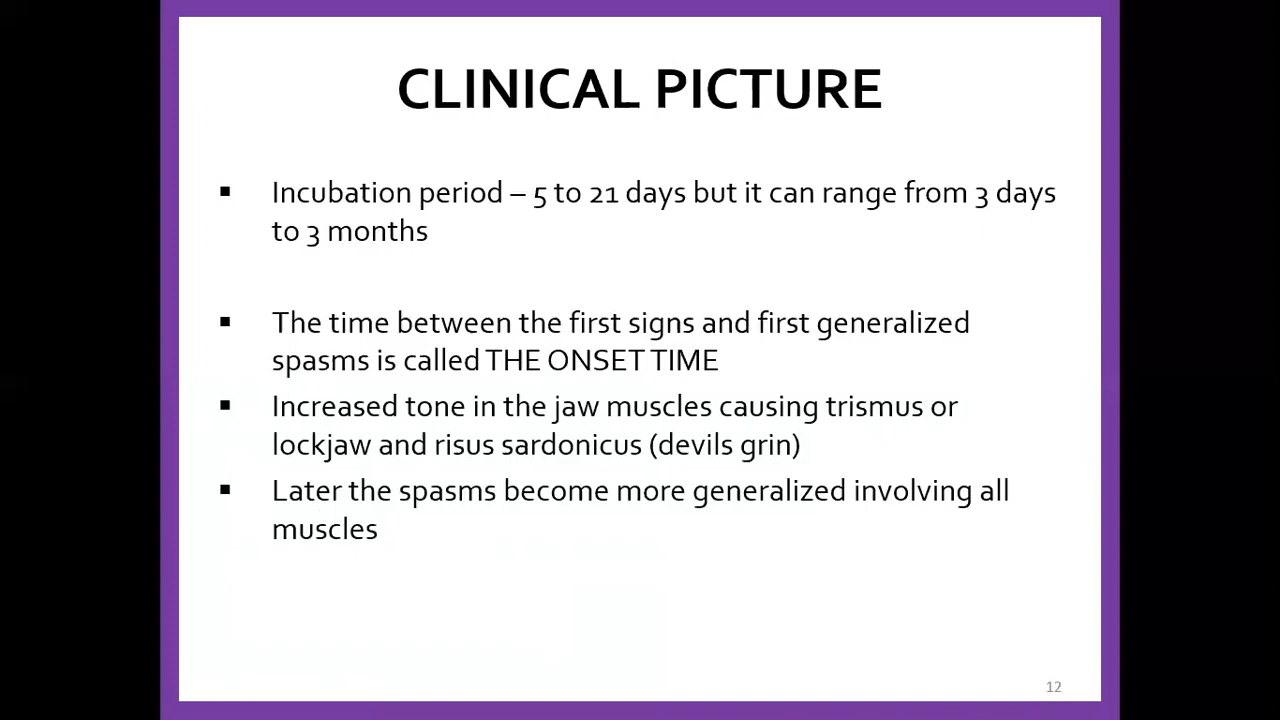 CLINICAL PICTURE
▪ Incubation period – 5 to 21 days but it can range from 3 days
to 3 months
▪ The time between the first signs and first generalized
spasms is called THE ONSET TIME
▪ Increased tone in the jaw muscles causing trismus or
lockjaw and risus sardonicus (devils grin)
▪ Later the spasms become more generalized involving all
muscles
12